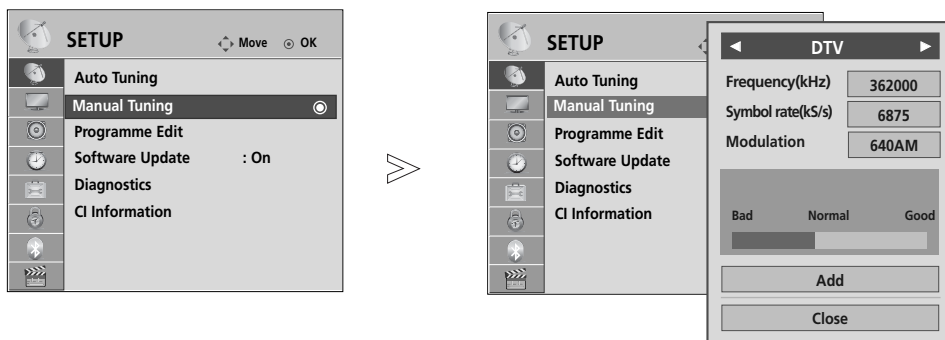 SETUP
Move OK
Auto Tuning
Manual Tuning
Programme Edit
Software Update : On
Diagnostics
CI Information
SETUP
Auto Tuning
Manual Tuning
Programme Edit
Software Update
Diagnostics
CI Information
◄ DTV ►
Frequency(kHz) 362000
Symbol rate(kS/s) 6875
Modulation 640AM
Bad Normal Good
Add
Close